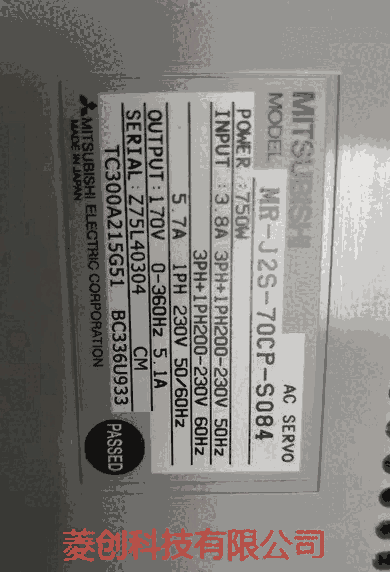 MITSUBISHI
AC SERVO
MODEL MR-J2S-70CP-S084
POWER :750W
INPUT :3.8A 3PH+1PH200-230V 50Hz
3PH+1PH200-230V 60Hz
5.7A 1PH 230V 50/60Hz
OUTPUT:170V 0-360Hz 5.1A
SERIAL:Z75L40304 CM
TC300A215G51 BC336U933
MITSUBISHI ELECTRIC CORPORATION
MADE IN JAPAN
PASSED
菱创科技有限公司